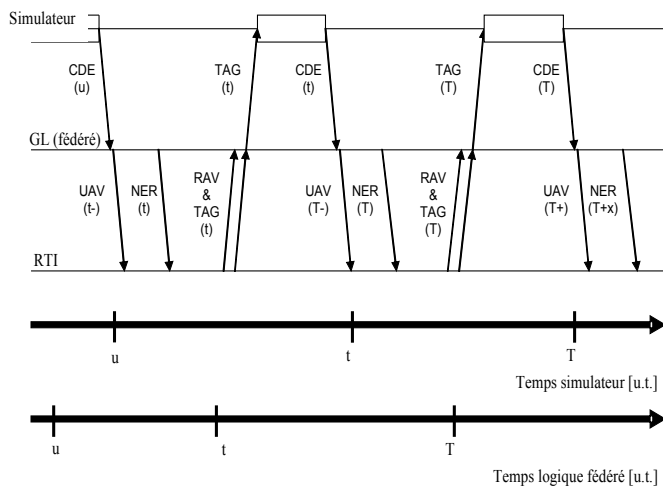 Simulateur
CDE TAG CDE TAG CDE
(u) (t) (t) (T) (T)
GL (fédéré)
UAV NER RAV UAV NER RAV UAV NER
(t-) (t) & (T-) (T) & (T+) (T+x)
TAG TAG
(t) (T)
RTI
u t T
Temps simulateur [u.t.]
u t T
Temps logique fédéré [u.t.]